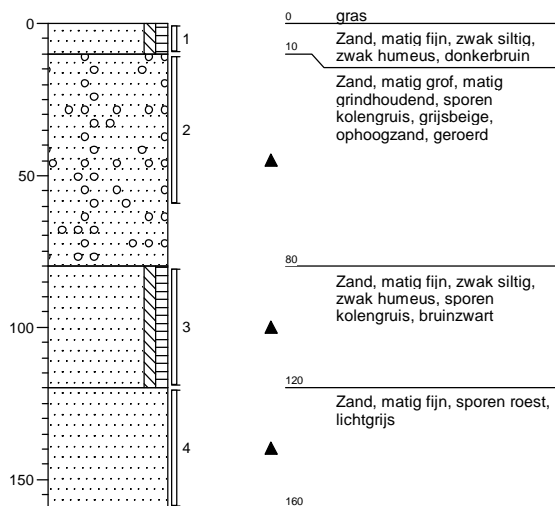 0
50
100
150
1
2
3
4
0
gras
Zand, matig fijn, zwak siltig,
zwak humeus, donkerbruin
10
Zand, matig grof, matig
grindhoudend, sporen
kolengruis, grijsbeige,
ophoogzand, geroerd
80
Zand, matig fijn, zwak siltig,
zwak humeus, sporen
kolengruis, bruinzwart
120
Zand, matig fijn, sporen roest,
lichtgrijs
160